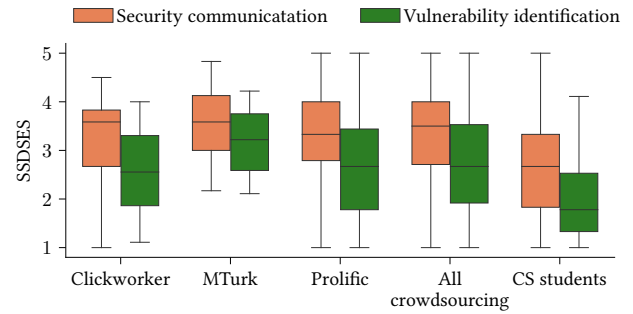 Security communicatation
Vulnerability identification
5
4
3
2
1
SSDSES
Clickworker
MTurk
Prolific
All
crowdsourcing
CS students